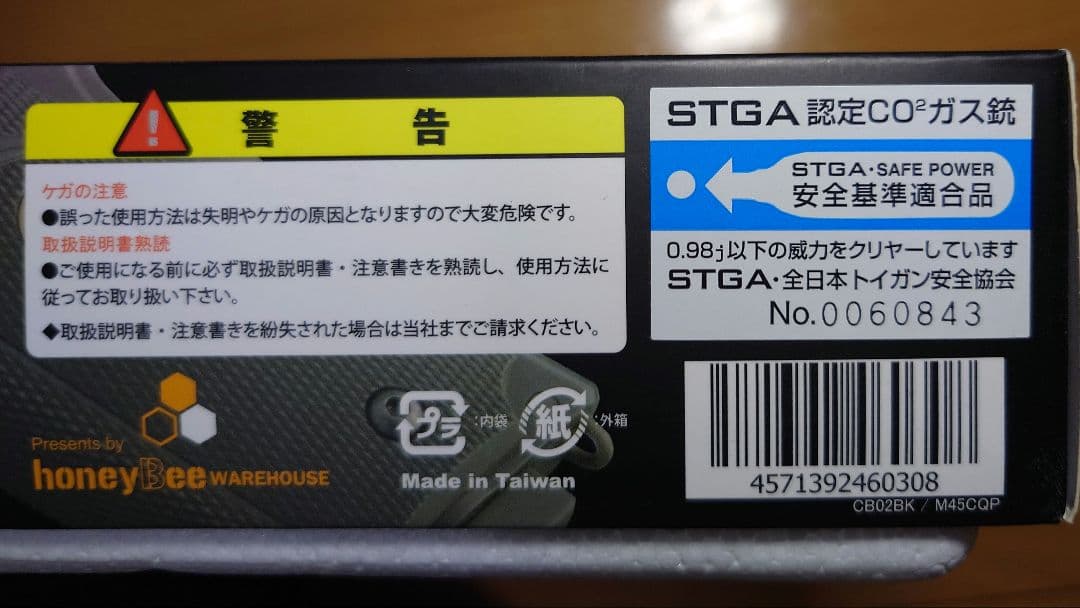 警 告
ケガの注意
●誤った使用方法は失明やケガの原因となりますので大変危険です。
取扱説明書熟読
●ご使用になる前に必ず取扱説明書・注意書きを熟読し、使用方法に
従ってお取り扱い下さい。
◆取扱説明書・注意書きを紛失された場合は当社までご請求ください。
STGA 認定CO²ガス銃
STGA・SAFE POWER
安全基準適合品
0.98j以下の威力をクリヤーしています
STGA・全日本トイガン安全協会
No.0060843
Presents by
honeyBee WAREHOUSE
プラ :内袋 紙 :外箱
Made in Taiwan
4571392460308
CB02BK / M45CQP